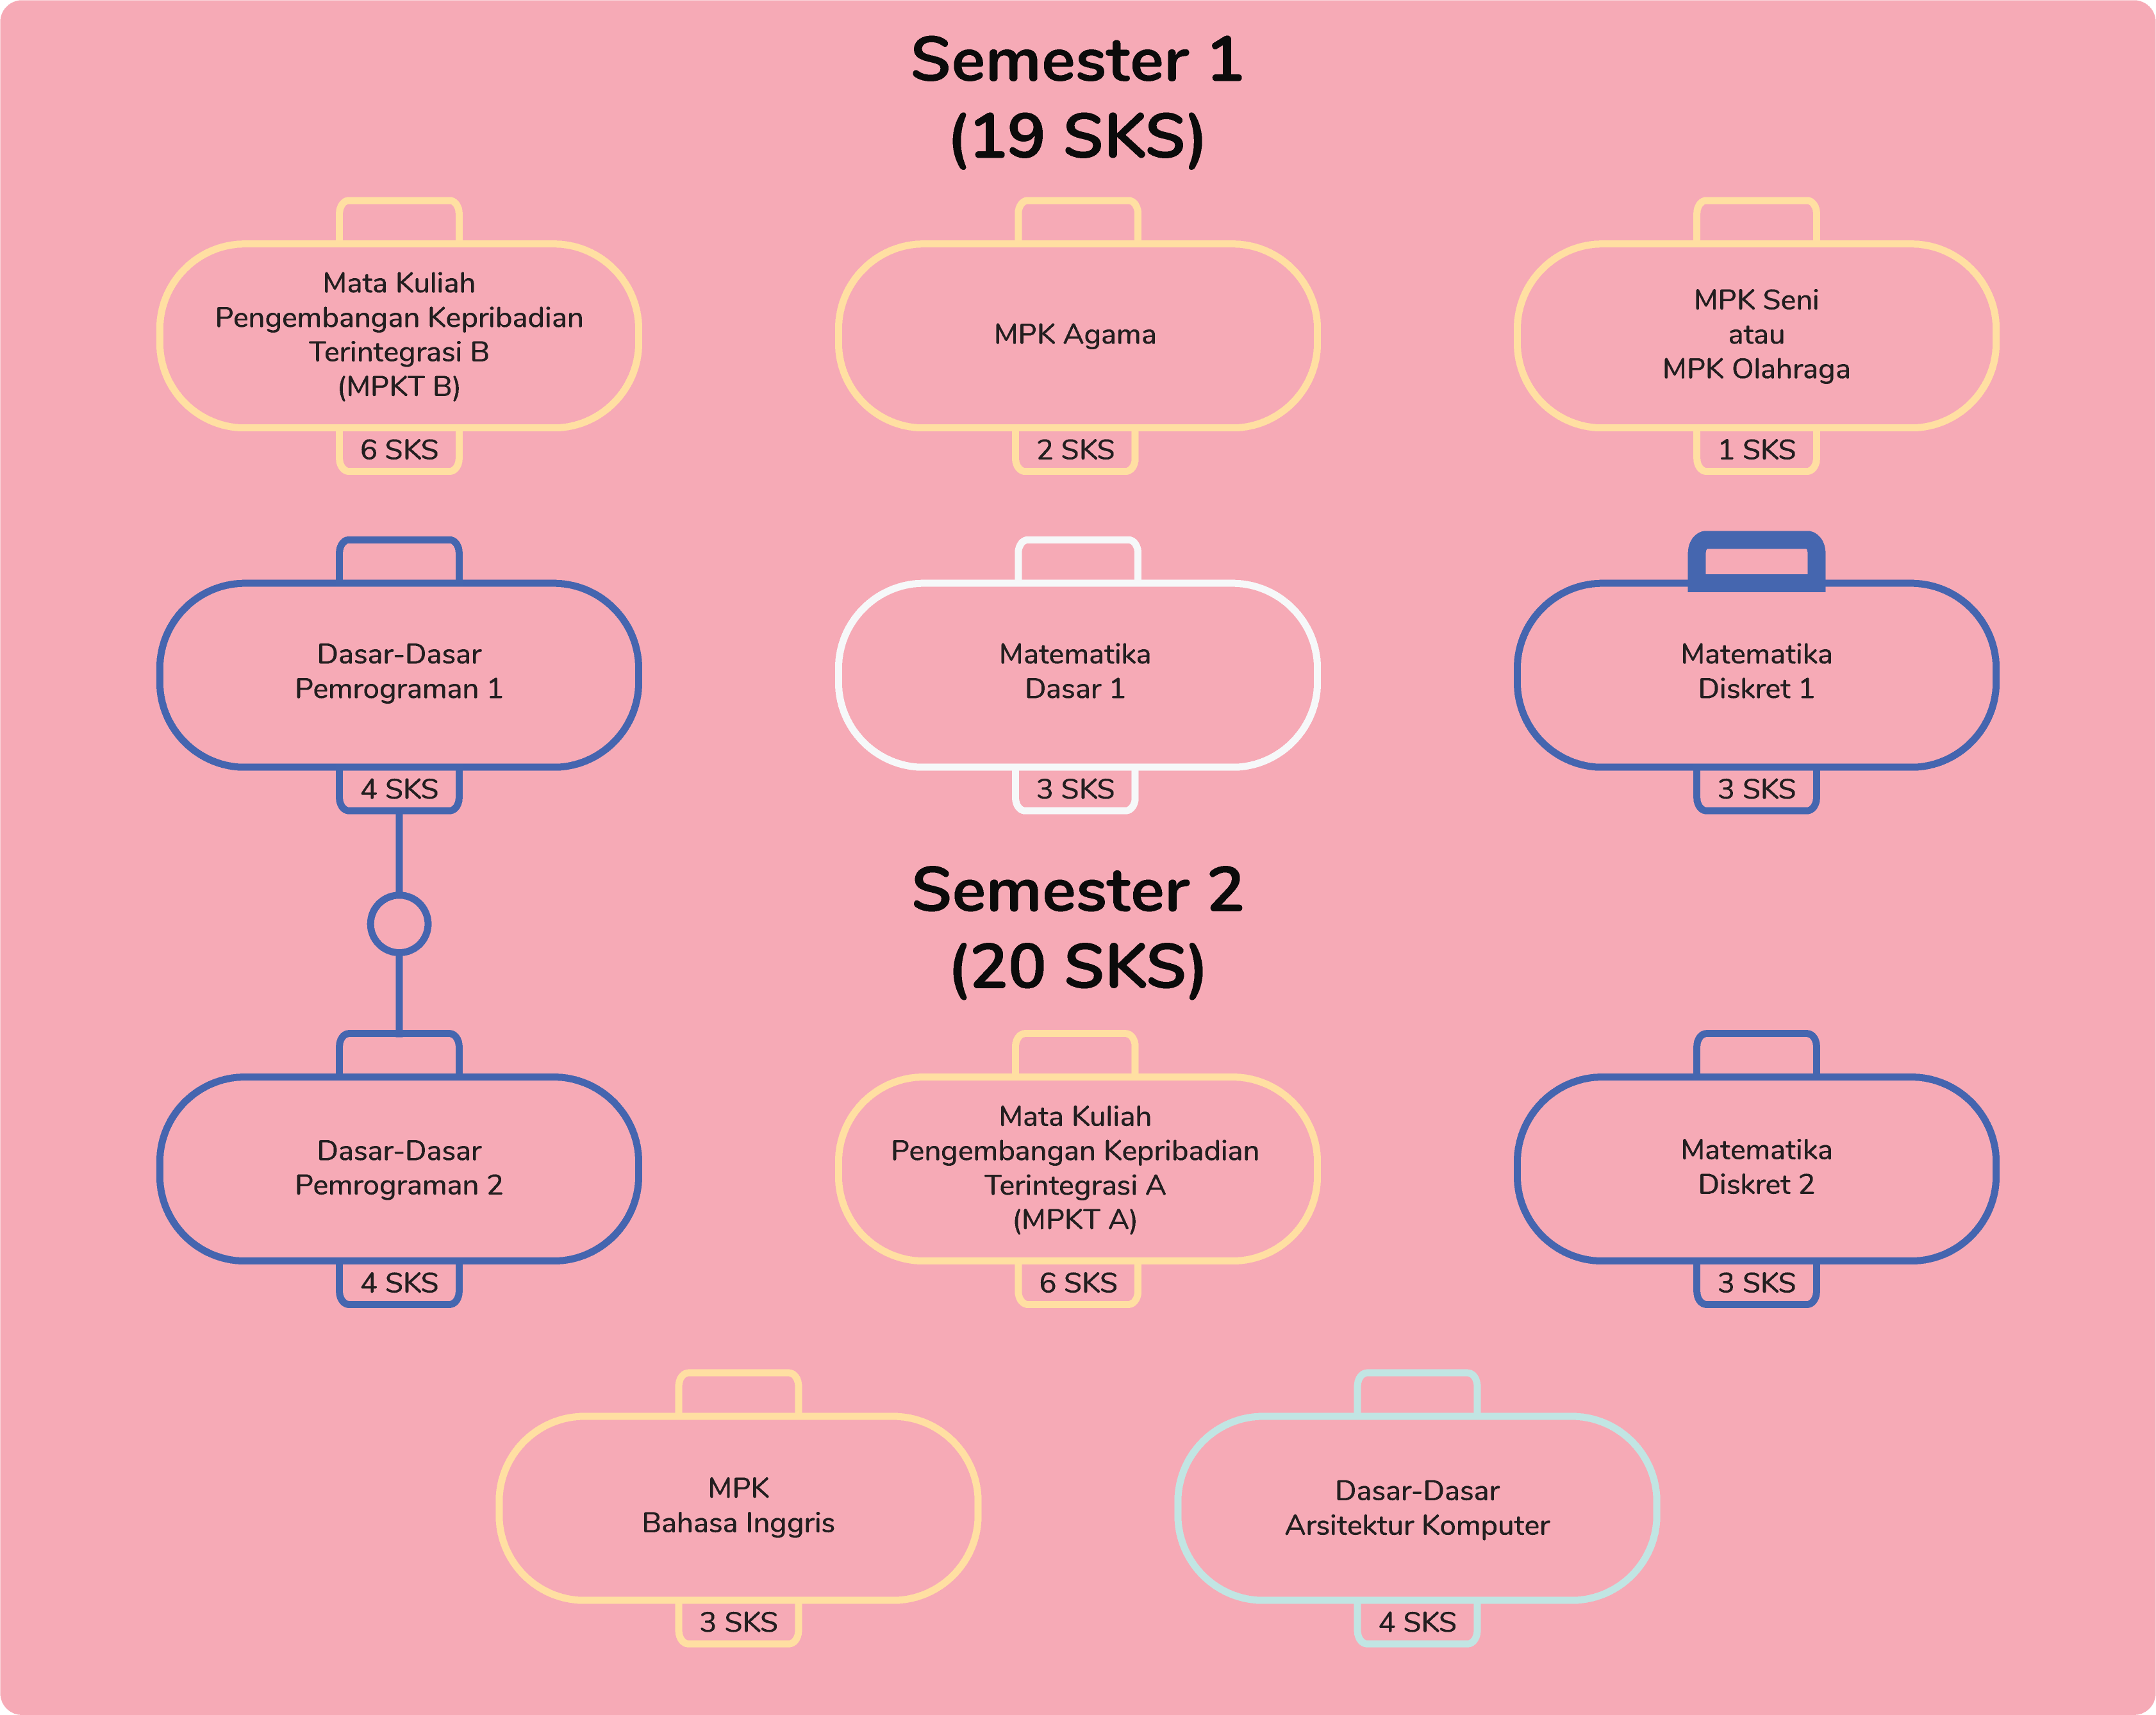 Semester 1
(19 SKS)
Mata Kuliah
Pengembangan Kepribadian
Terintegrasi B
(MPKT B)
6 SKS
MPK Agama
2 SKS
MPK Seni
atau
MPK Olahraga
1 SKS
Dasar-Dasar
Pemrograman 1
4 SKS
Matematika
Dasar 1
3 SKS
Matematika
Diskret 1
3 SKS
Semester 2
(20 SKS)
Dasar-Dasar
Pemrograman 2
4 SKS
Mata Kuliah
Pengembangan Kepribadian
Terintegrasi A
(MPKT A)
6 SKS
Matematika
Diskret 2
3 SKS
MPK
Bahasa Inggris
3 SKS
Dasar-Dasar
Arsitektur Komputer
4 SKS